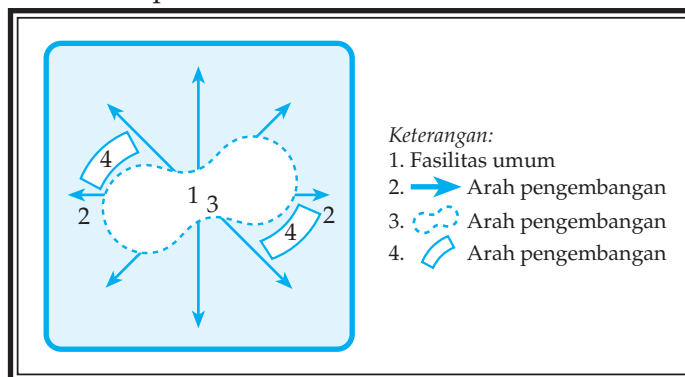 4
2
1
3
4
2
Keterangan:
1. Fasilitas umum
2. Arah pengembangan
3. Arah pengembangan
4. Arah pengembangan